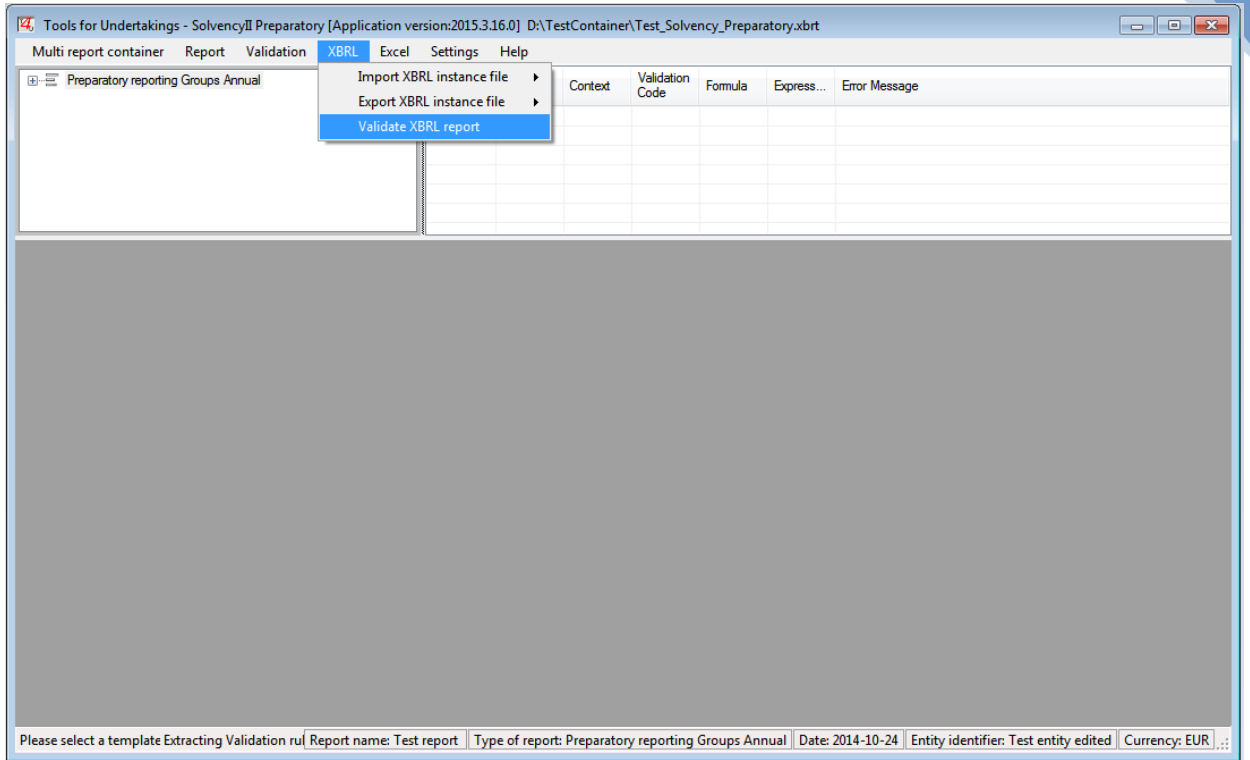 Tools for Undertakings - SolvencyII Preparatory [Application version:2015.3.16.0] D:\TestContainer\Test_Solvency_Preparatory.xbrt
Multi report container Report Validation XBRL Excel Settings Help
Preparatory reporting Groups Annual
Import XBRL instance file
Export XBRL instance file
Validate XBRL report
Context Validation Code Formula Express... Error Message
Please select a template Extracting Validation rul Report name: Test report Type of report: Preparatory reporting Groups Annual Date: 2014-10-24 Entity identifier: Test entity edited Currency: EUR